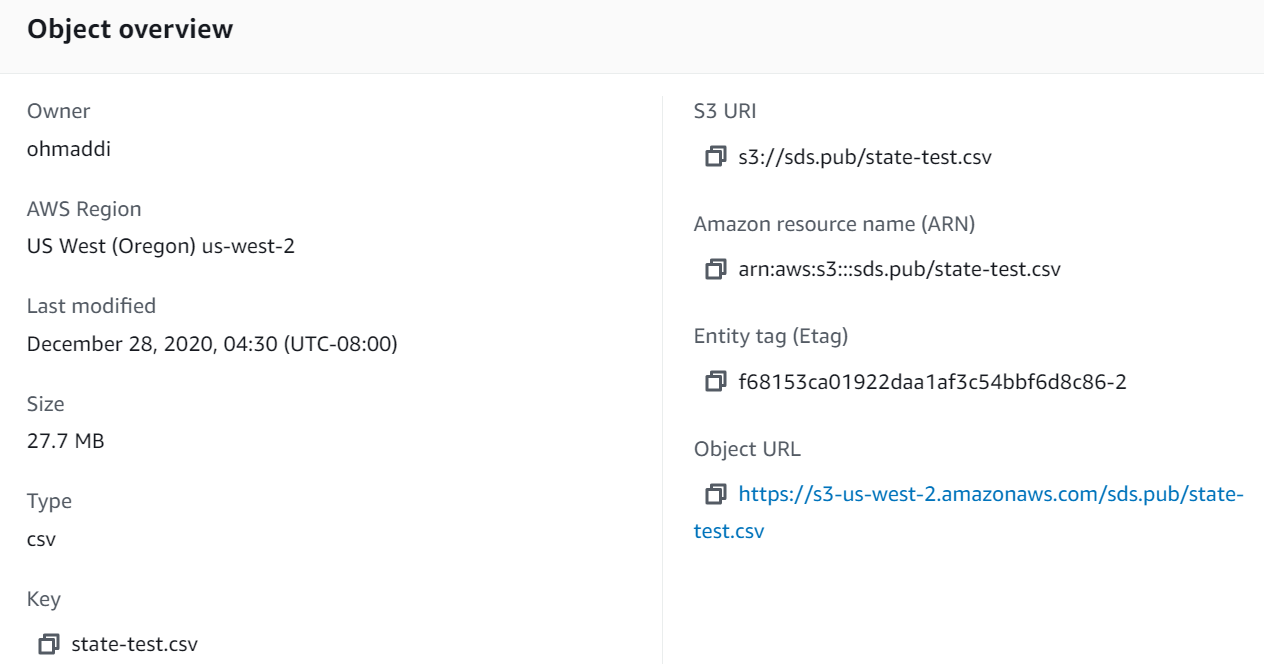 Object overview
Owner
ohmaddi
AWS Region
US West (Oregon) us-west-2
Last modified
December 28, 2020, 04:30 (UTC-08:00)
Size
27.7 MB
Type
csv
Key
state-test.csv
S3 URI
s3://sds.pub/state-test.csv
Amazon resource name (ARN)
arn:aws:s3:::sds.pub/state-test.csv
Entity tag (Etag)
f68153ca01922daa1af3c54bbf6d8c86-2
Object URL
https://s3-us-west-2.amazonaws.com/sds.pub/state-
test.csv